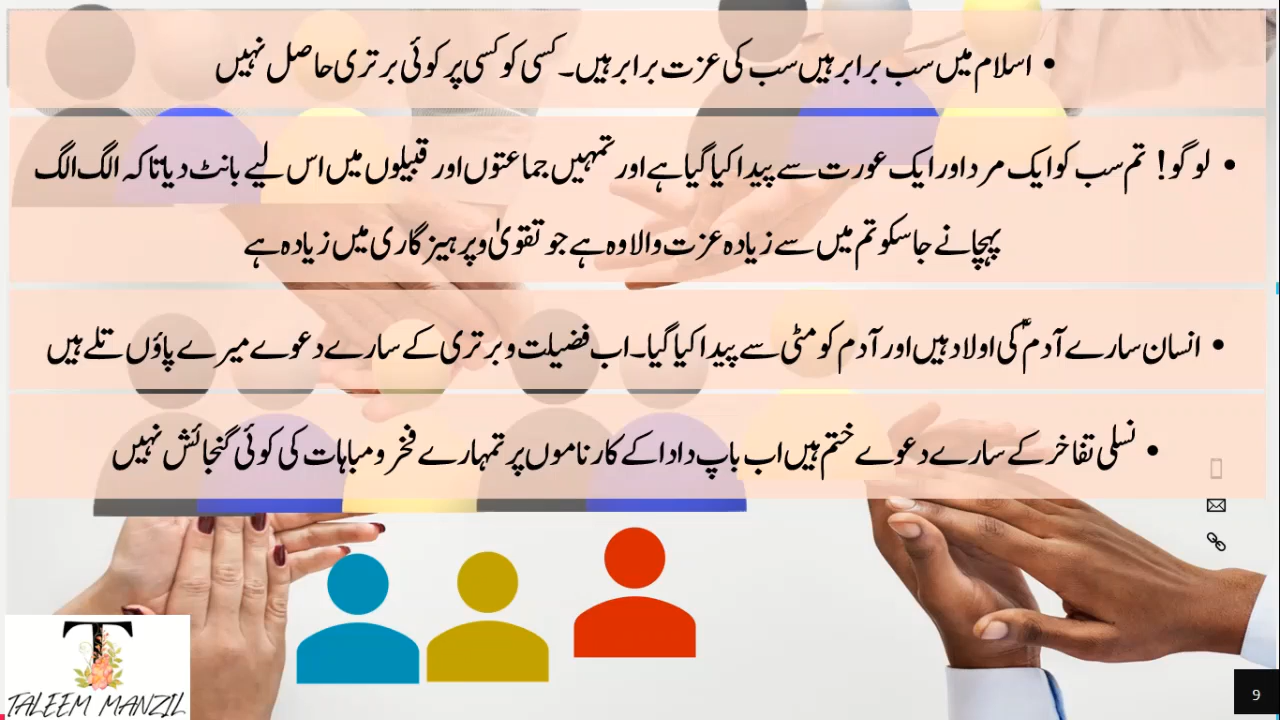 • اسلام میں سب برابر ہیں سب کی عزت برابر ہیں۔ کسی کو کسی پر کوئی برتری حاصل نہیں
• لوگو! تم سب کو ایک مرد اور ایک عورت سے پیدا کیا گیا ہے اور تمہیں جماعتوں اور قبیلوں میں اس لیے بانٹ دیا تاکہ الگ الگ
پہچانے جا سکو تم میں سے زیادہ عزت والا وہ ہے جو تقویٰ و پرہیزگاری میں زیادہ ہے
• انسان سارے آدمؑ کی اولاد ہیں اور آدم کو مٹی سے پیدا کیا گیا۔ اب فضیلت و برتری کے سارے دعوے میرے پاؤں تلے ہیں
• نسلی تفاخر کے سارے دعوے ختم ہیں اب باپ دادا کے کارناموں پر تمہارے فخر و مباہات کی کوئی گنجائش نہیں
T
TALEEM MANZIL
9